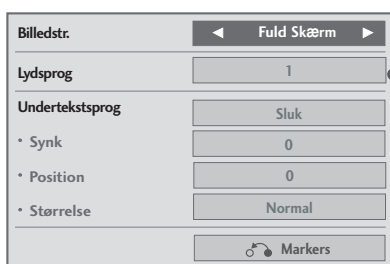 Billedstr. ◄ Fuld Skærm ►
Lydsprog 1
Undertekstsprog Sluk
• Synk 0
• Position 0
• Størrelse Normal
Markers